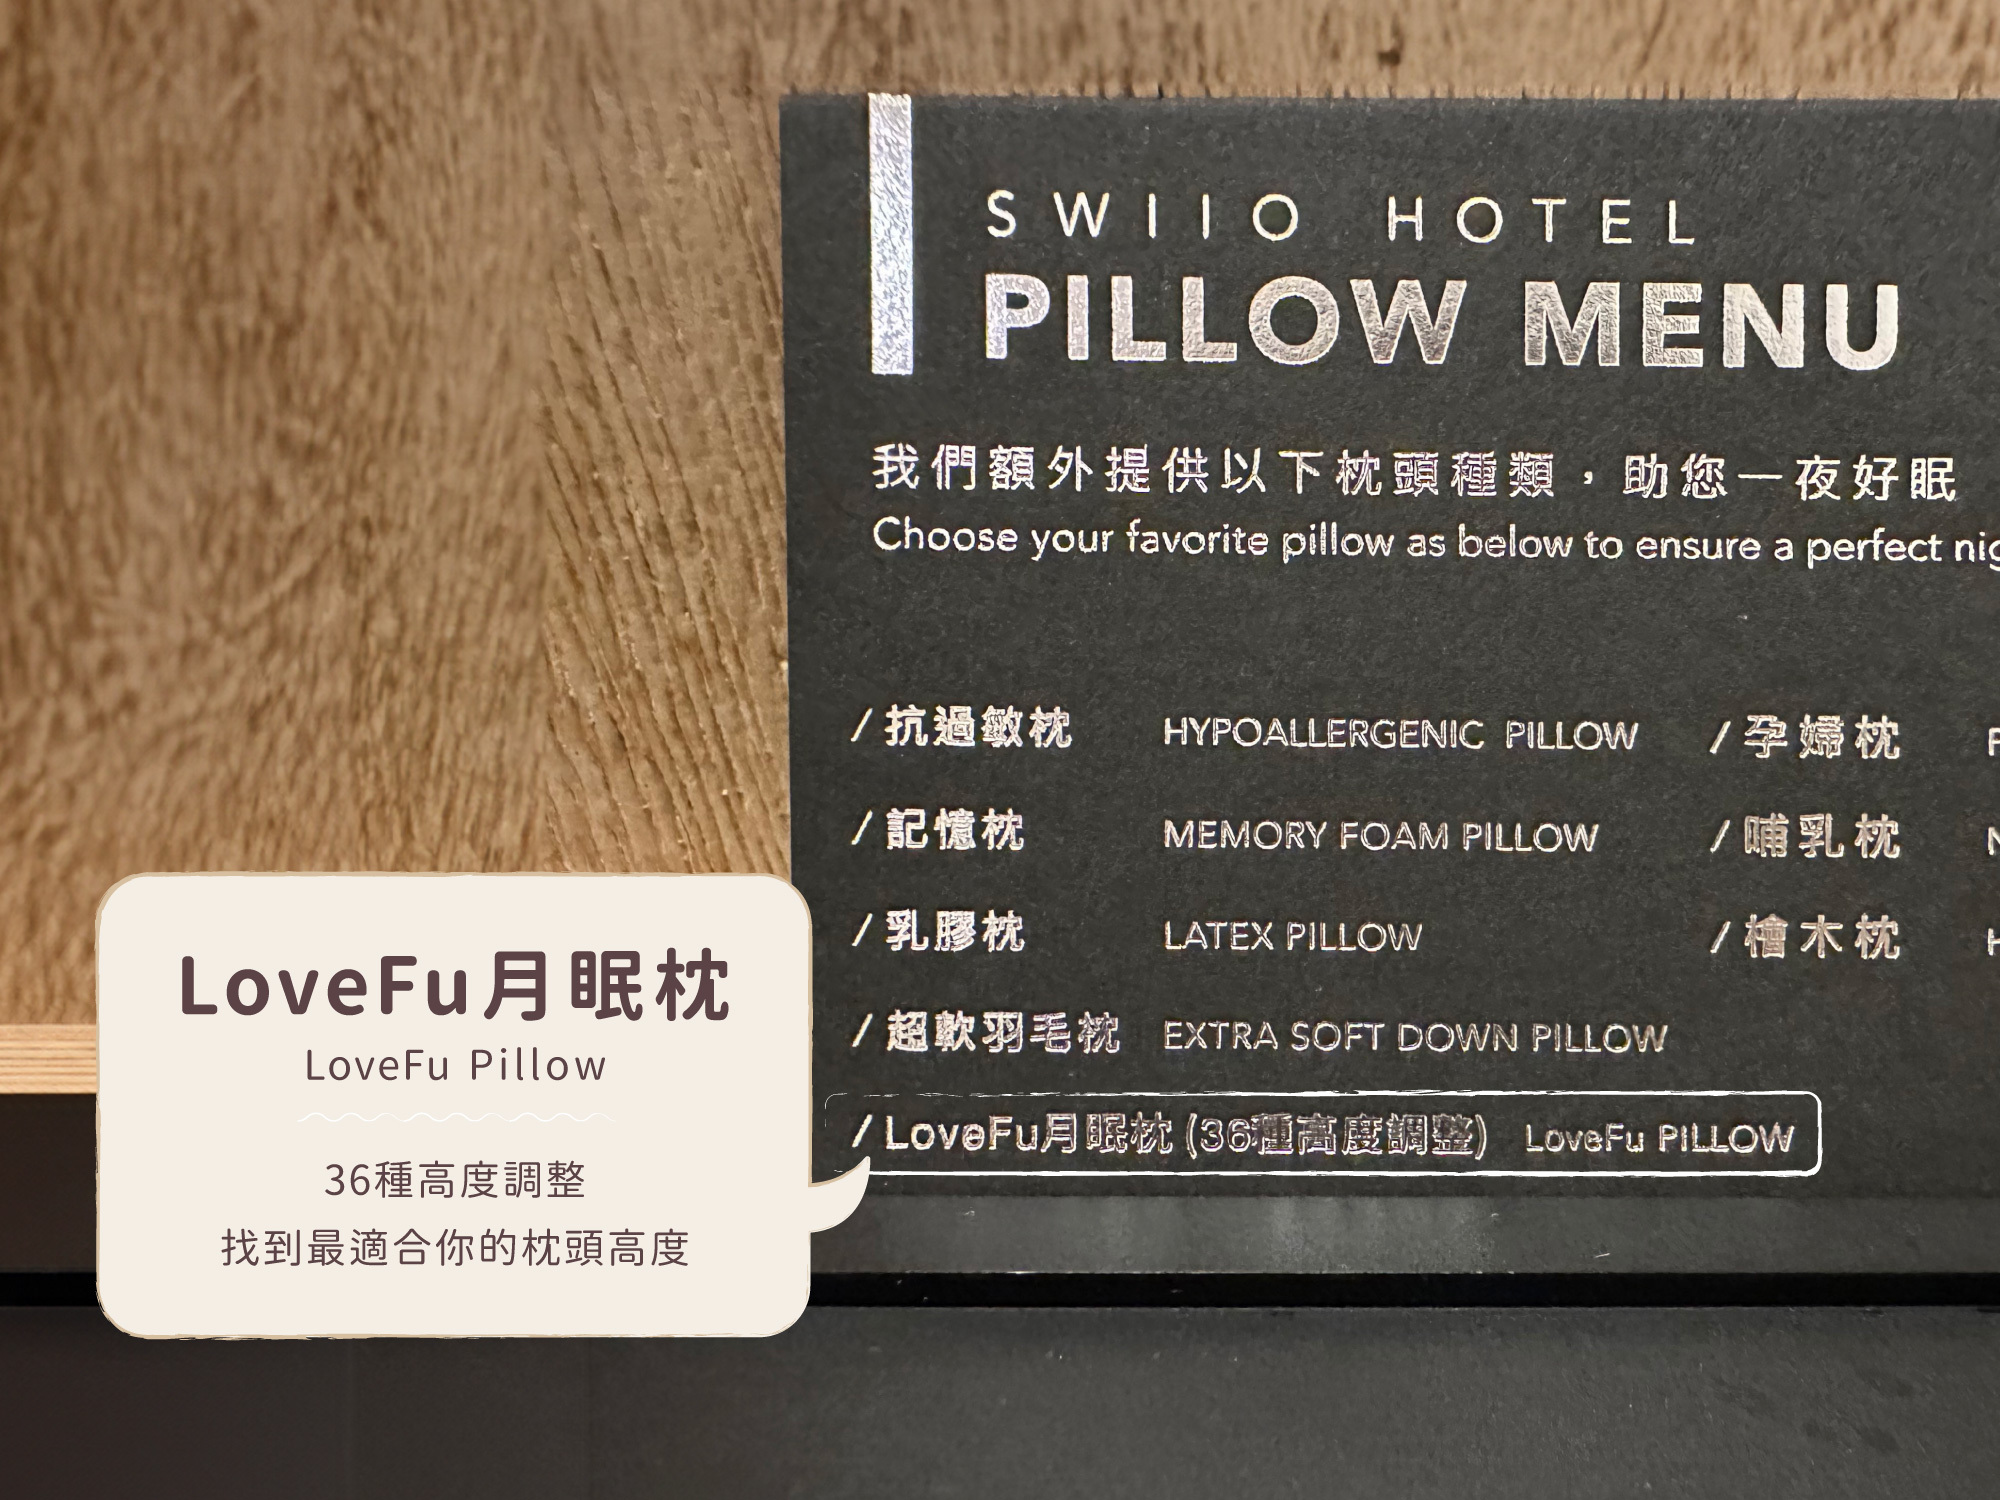 SWIIO HOTEL
PILLOW MENU
我們額外提供以下枕頭種類，助您一夜好眠
Choose your favorite pillow as below to ensure a perfect
/ 抗過敏枕 HYPOALLERGENIC PILLOW / 孕婦枕
/ 記憶枕 MEMORY FOAM PILLOW / 哺乳枕
/ 乳膠枕 LATEX PILLOW / 檜木枕
/ 超軟羽毛枕 EXTRA SOFT DOWN PILLOW
/ LoveFu月眠枕 (36種高度調整) LoveFu PILLOW
LoveFu月眠枕
LoveFu Pillow
36種高度調整
找到最適合你的枕頭高度